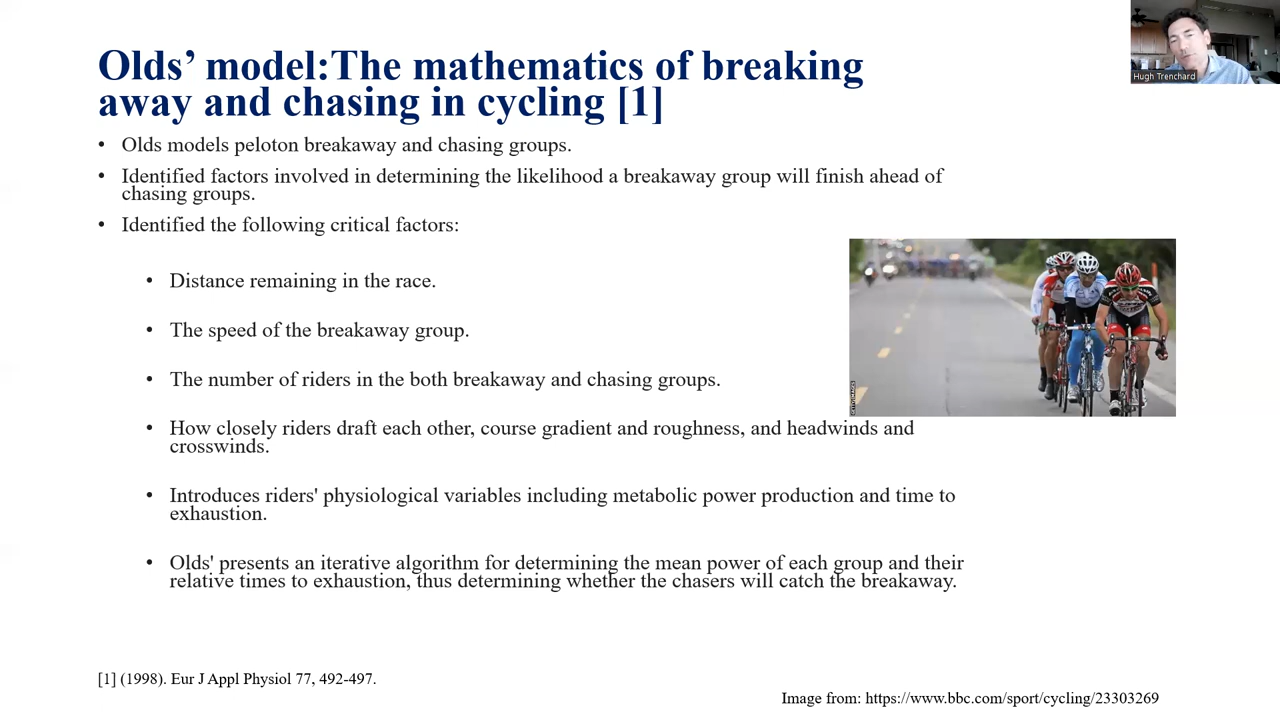 Olds’ model:The mathematics of breaking
away and chasing in cycling [1]
Hugh Trenchard
• Olds models peloton breakaway and chasing groups.
• Identified factors involved in determining the likelihood a breakaway group will finish ahead of
chasing groups.
• Identified the following critical factors:
• Distance remaining in the race.
• The speed of the breakaway group.
• The number of riders in the both breakaway and chasing groups.
• How closely riders draft each other, course gradient and roughness, and headwinds and
crosswinds.
• Introduces riders' physiological variables including metabolic power production and time to
exhaustion.
• Olds' presents an iterative algorithm for determining the mean power of each group and their
relative times to exhaustion, thus determining whether the chasers will catch the breakaway.
[1] (1998). Eur J Appl Physiol 77, 492-497.
Image from: https://www.bbc.com/sport/cycling/23303269